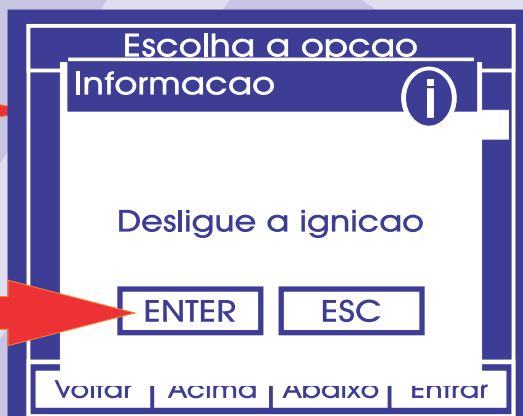 Escolha a opcao
Informacao
i
Desligue a ignicao
ENTER ESC
Voltar Acima Abaixo Entrar